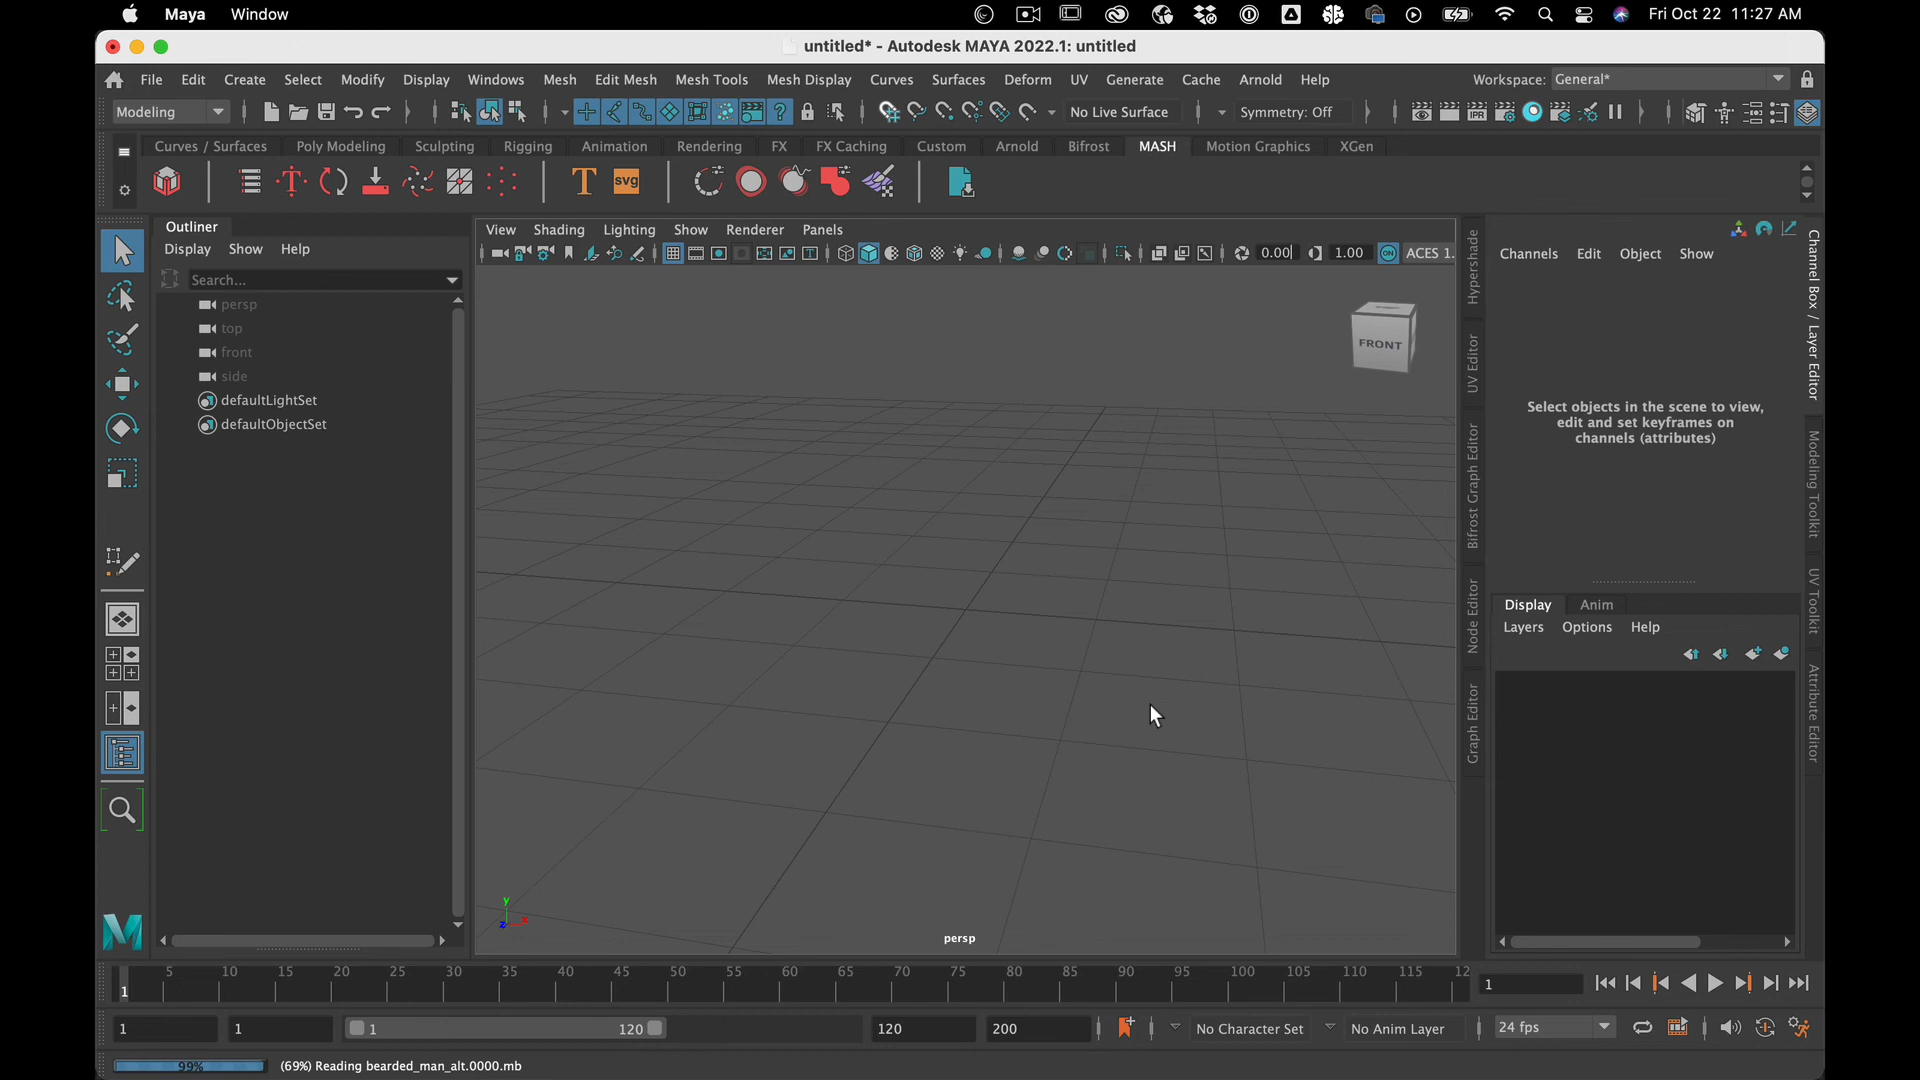 Maya Window Fri Oct 22 11:27 AM
untitled* - Autodesk MAYA 2022.1: untitled
File Edit Create Select Modify Display Windows Mesh Edit Mesh Mesh Tools Mesh Display Curves Surfaces Deform UV Generate Cache Arnold Help Workspace: General*
Modeling No Live Surface Symmetry: Off
IPR
Curves / Surfaces Poly Modeling Sculpting Rigging Animation Rendering FX FX Caching Custom Arnold Bifrost MASH Motion Graphics XGen
T svg
Outliner
Display Show Help
Search...
persp
top
front
side
defaultLightSet
defaultObjectSet
View Shading Lighting Show Renderer Panels
0.00 1.00 ON ACES 1.
FRONT
y
x
z
persp
Hypershade
UV Editor
Bifrost Graph Editor
Node Editor
Graph Editor
Channels Edit Object Show
Select objects in the scene to view,
edit and set keyframes on
channels (attributes)
Display Anim
Layers Options Help
Channel Box / Layer Editor
Modeling Toolkit
UV Toolkit
Attribute Editor
M
5 10 15 20 25 30 35 40 45 50 55 60 65 70 75 80 85 90 95 100 105 110 115 12
1 1
1 1 1 120 120 200 No Character Set No Anim Layer 24 fps
99% (69%) Reading bearded_man_alt.0000.mb